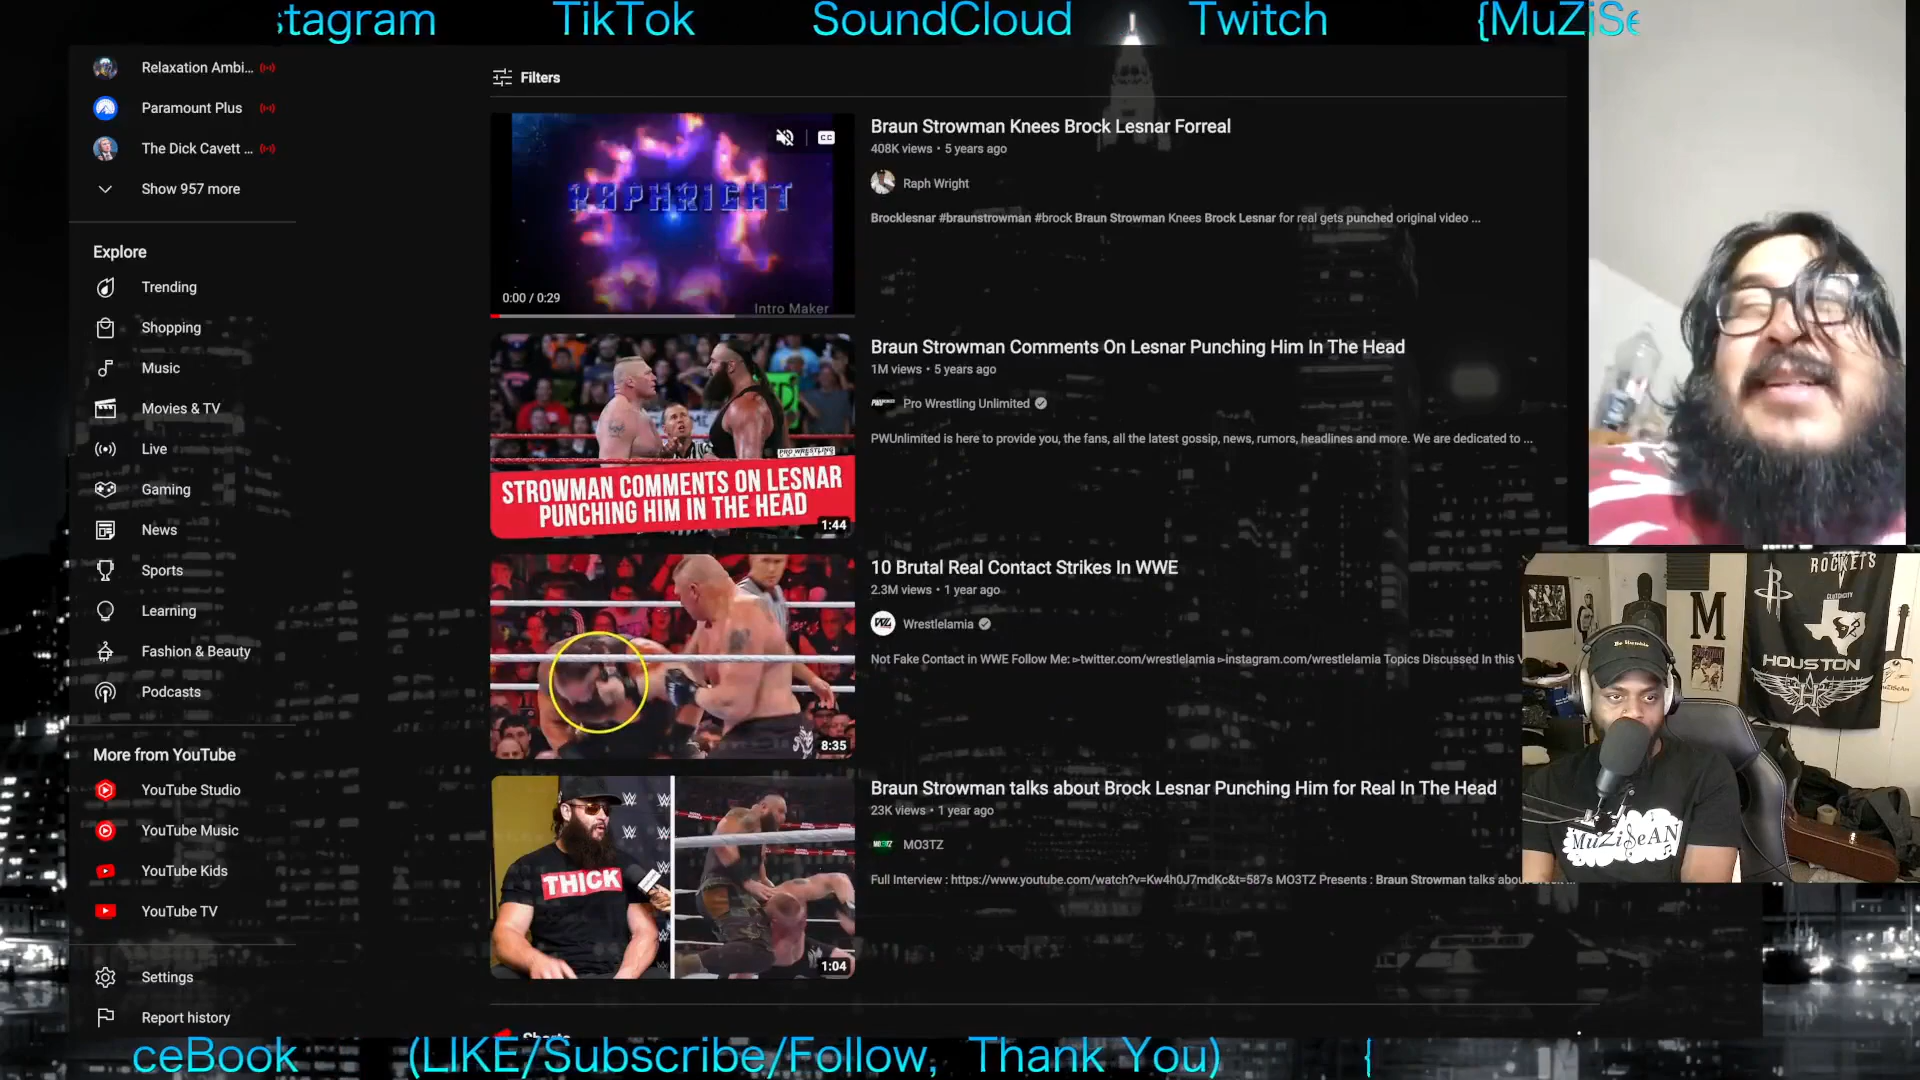 stagram TikTok SoundCloud Twitch {MuZiSe
Relaxation Ambi...
Paramount Plus
The Dick Cavett ...
Show 957 more
Explore
Trending
Shopping
Music
Movies & TV
Live
Gaming
News
Sports
Learning
Fashion & Beauty
Podcasts
More from YouTube
YouTube Studio
YouTube Music
YouTube Kids
YouTube TV
Settings
Report history
Filters
RAPHRIGHT
CC
0:00 / 0:29
Intro Maker
Braun Strowman Knees Brock Lesnar Forreal
408K views • 5 years ago
Raph Wright
Brocklesnar #braunstrowman #brock Braun Strowman Knees Brock Lesnar for real gets punched original video ...
PRO WRESTLING
STROWMAN COMMENTS ON LESNAR
PUNCHING HIM IN THE HEAD
1:44
Braun Strowman Comments On Lesnar Punching Him In The Head
1M views • 5 years ago
Pro Wrestling Unlimited
PWUnlimited is here to provide you, the fans, all the latest gossip, news, rumors, headlines and more. We are dedicated to ...
8:35
10 Brutal Real Contact Strikes In WWE
2.3M views • 1 year ago
Wrestlelamia
Not Fake Contact in WWE Follow Me: ▻twitter.com/wrestlelamia ▻instagram.com/wrestlelamia Topics Discussed In this V
THICK
1:04
Braun Strowman talks about Brock Lesnar Punching Him for Real In The Head
23K views • 1 year ago
MO3TZ
Full Interview : https://www.youtube.com/watch?v=Kw4h0J7mdKc&t=587s MO3TZ Presents : Braun Strowman talks abou
ROCKETS
CLUTCH CITY
HOUSTON
M
Be Humble
MuZiSeAN
Shorts
ceBook (LIKE/Subscribe/Follow, Thank You) {